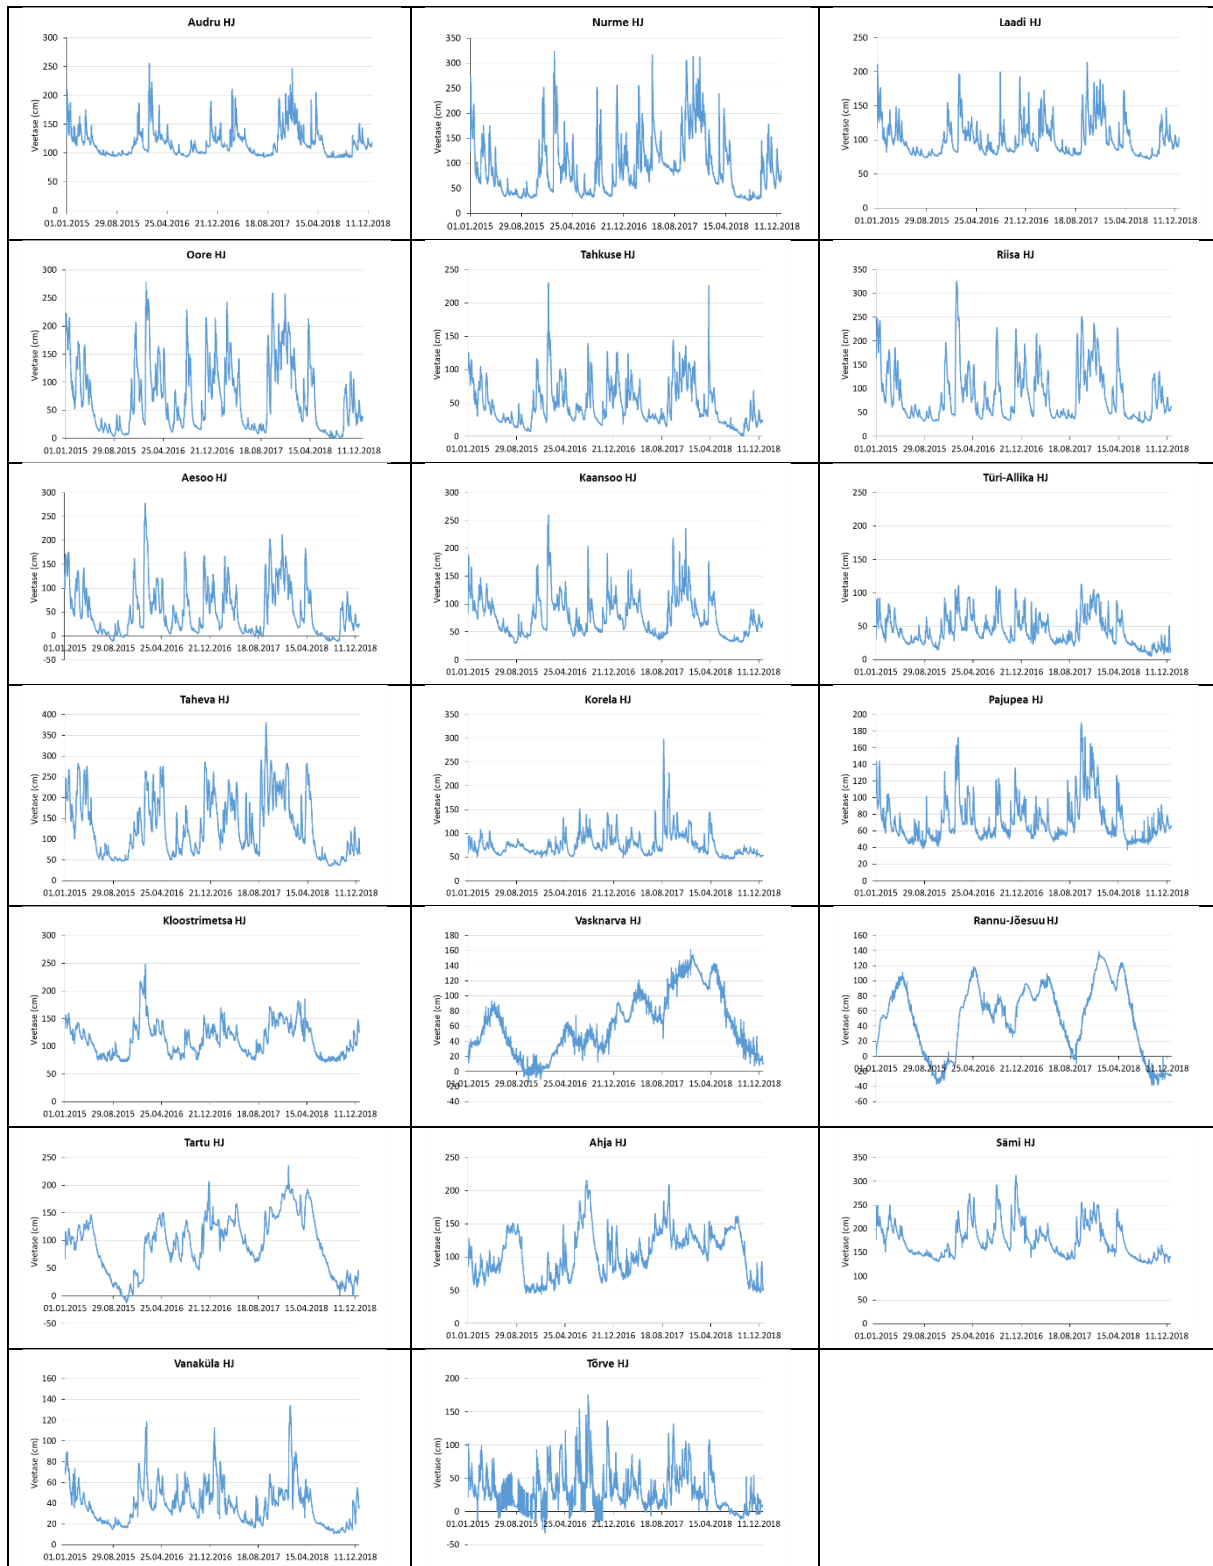 Audru HJ
Veetase (cm)
300
250
200
150
100
50
0
01.01.2015 29.08.2015 25.04.2016 21.12.2016 18.08.2017 15.04.2018 11.12.2018
Nurme HJ
Veetase (cm)
350
300
250
200
150
100
50
0
01.01.2015 29.08.2015 25.04.2016 21.12.2016 18.08.2017 15.04.2018 11.12.2018
Laadi HJ
Veetase (cm)
250
200
150
100
50
0
01.01.2015 29.08.2015 25.04.2016 21.12.2016 18.08.2017 15.04.2018 11.12.2018
Oore HJ
Veetase (cm)
300
250
200
150
100
50
0
01.01.2015 29.08.2015 25.04.2016 21.12.2016 18.08.2017 15.04.2018 11.12.2018
Tahkuse HJ
Veetase (cm)
250
200
150
100
50
0
01.01.2015 29.08.2015 25.04.2016 21.12.2016 18.08.2017 15.04.2018 11.12.2018
Riisa HJ
Veetase (cm)
350
300
250
200
150
100
50
0
01.01.2015 29.08.2015 25.04.2016 21.12.2016 18.08.2017 15.04.2018 11.12.2018
Aesoo HJ
Veetase (cm)
300
250
200
150
100
50
0
01.01.2015 29.08.2015 25.04.2016 21.12.2016 18.08.2017 15.04.2018 11.12.2018
-50
Kaansoo HJ
Veetase (cm)
300
250
200
150
100
50
0
01.01.2015 29.08.2015 25.04.2016 21.12.2016 18.08.2017 15.04.2018 11.12.2018
Türi-Allika HJ
Veetase (cm)
250
200
150
100
50
0
01.01.2015 29.08.2015 25.04.2016 21.12.2016 18.08.2017 15.04.2018 11.12.2018
Taheva HJ
Veetase (cm)
400
350
300
250
200
150
100
50
0
01.01.2015 29.08.2015 25.04.2016 21.12.2016 18.08.2017 15.04.2018 11.12.2018
Korela HJ
Veetase (cm)
350
300
250
200
150
100
50
0
01.01.2015 29.08.2015 25.04.2016 21.12.2016 18.08.2017 15.04.2018 11.12.2018
Pajupea HJ
Veetase (cm)
200
180
160
140
120
100
80
60
40
20
0
01.01.2015 29.08.2015 25.04.2016 21.12.2016 18.08.2017 15.04.2018 11.12.2018
Kloostrimetsa HJ
Veetase (cm)
300
250
200
150
100
50
0
01.01.2015 29.08.2015 25.04.2016 21.12.2016 18.08.2017 15.04.2018 11.12.2018
Vasknarva HJ
Veetase (cm)
180
160
140
120
100
80
60
40
20
0
01.01.2015 29.08.2015 25.04.2016 21.12.2016 18.08.2017 15.04.2018 11.12.2018
-20
-40
Rannu-Jõesuu HJ
Veetase (cm)
160
140
120
100
80
60
40
20
0
01.01.2015 29.08.2015 25.04.2016 21.12.2016 18.08.2017 15.04.2018 11.12.2018
-20
-40
-60
Tartu HJ
Veetase (cm)
250
200
150
100
50
0
01.01.2015 29.08.2015 25.04.2016 21.12.2016 18.08.2017 15.04.2018 11.12.2018
-50
Ahja HJ
Veetase (cm)
250
200
150
100
50
0
01.01.2015 29.08.2015 25.04.2016 21.12.2016 18.08.2017 15.04.2018 11.12.2018
Sämi HJ
Veetase (cm)
350
300
250
200
150
100
50
0
01.01.2015 29.08.2015 25.04.2016 21.12.2016 18.08.2017 15.04.2018 11.12.2018
Vanaküla HJ
Veetase (cm)
160
140
120
100
80
60
40
20
0
01.01.2015 29.08.2015 25.04.2016 21.12.2016 18.08.2017 15.04.2018 11.12.2018
Tõrve HJ
Veetase (cm)
200
150
100
50
0
01.01.2015 29.08.2015 25.04.2016 21.12.2016 18.08.2017 15.04.2018 11.12.2018
-50